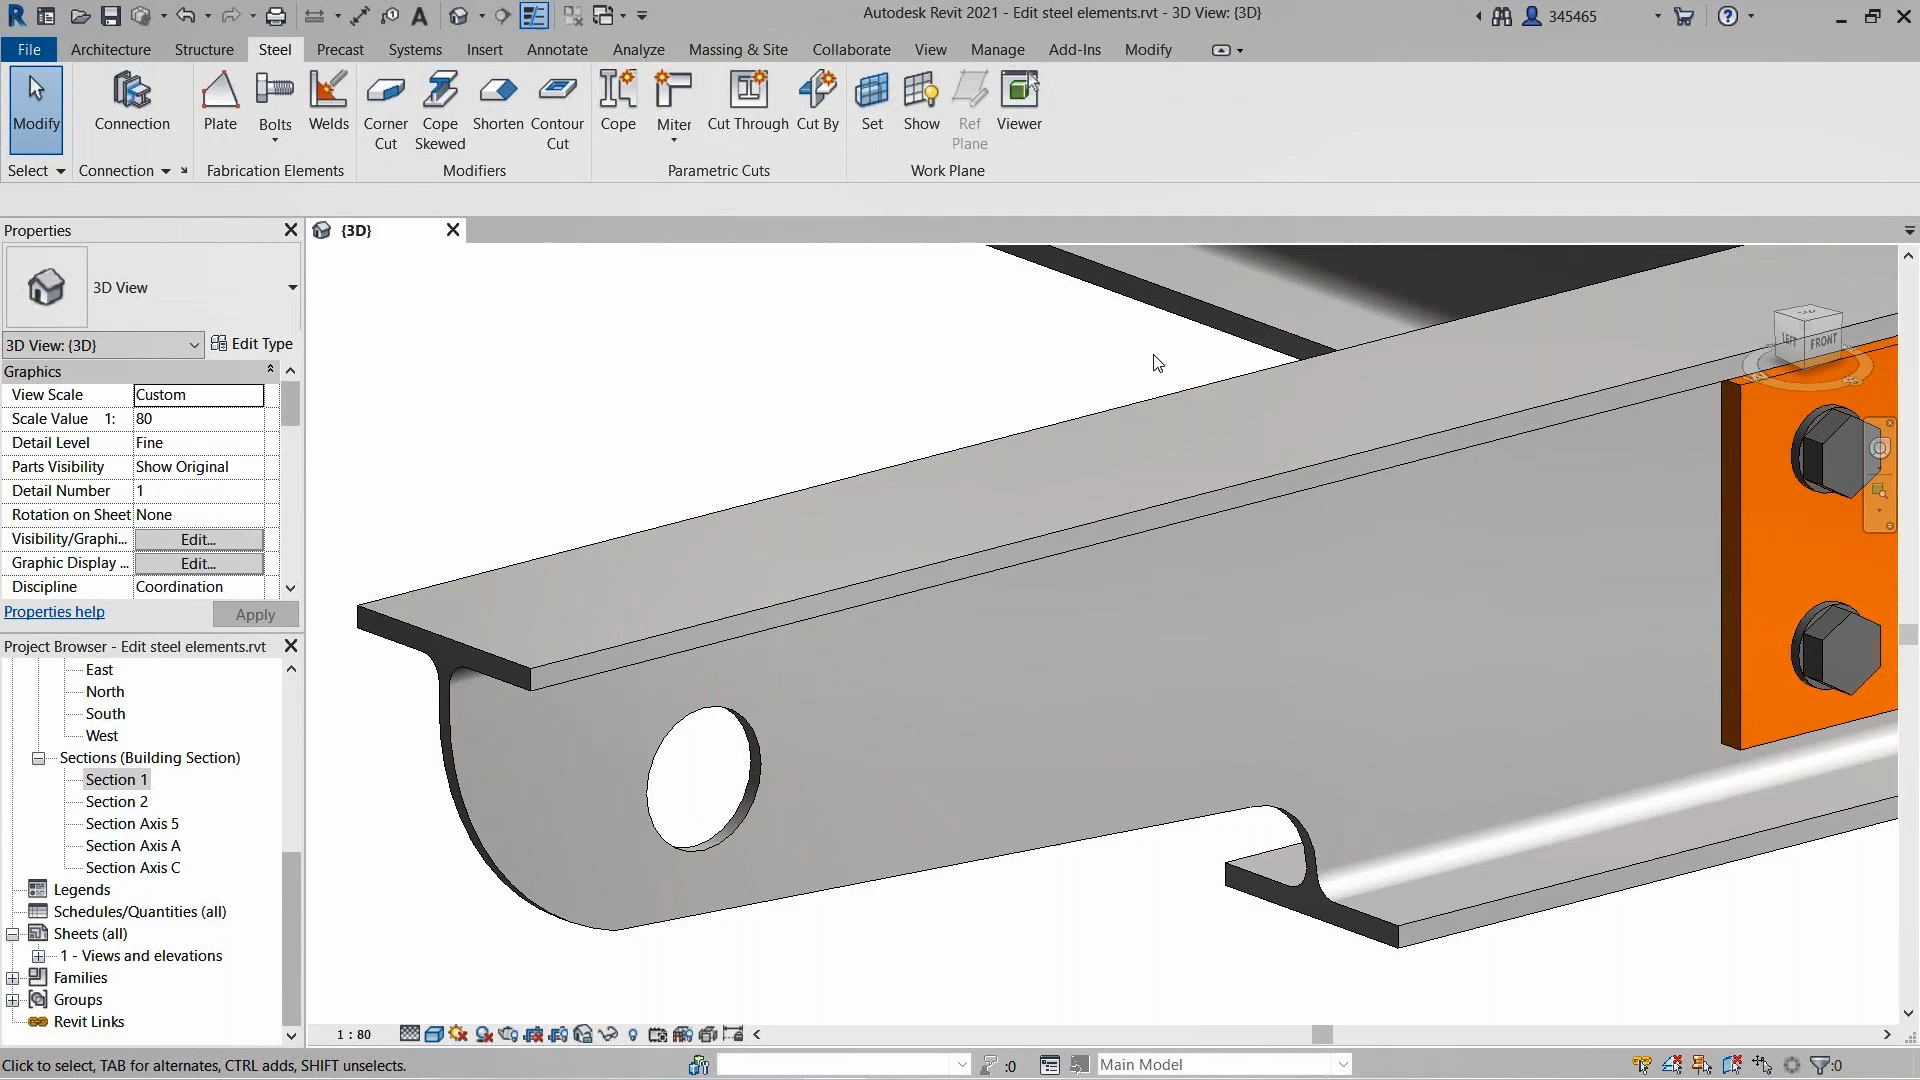 Autodesk Revit 2021 - Edit steel elements.rvt - 3D View: {3D}
345465
File Architecture Structure Steel Precast Systems Insert Annotate Analyze Massing & Site Collaborate View Manage Add-Ins Modify
Modify Connection Plate Bolts Welds Corner Cut Cope Skewed Shorten Contour Cut Cope Miter Cut Through Cut By Set Show Ref Plane Viewer
Select Connection Fabrication Elements Modifiers Parametric Cuts Work Plane
Properties
{3D}
3D View
3D View: {3D} Edit Type
Graphics
View Scale Custom
Scale Value 1: 80
Detail Level Fine
Parts Visibility Show Original
Detail Number 1
Rotation on Sheet None
Visibility/Graphi... Edit...
Graphic Display ... Edit...
Discipline Coordination
Properties help Apply
Project Browser - Edit steel elements.rvt
East
North
South
West
Sections (Building Section)
Section 1
Section 2
Section Axis 5
Section Axis A
Section Axis C
Legends
Schedules/Quantities (all)
Sheets (all)
1 - Views and elevations
Families
Groups
Revit Links
LEFT FRONT
1 : 80
Click to select, TAB for alternates, CTRL adds, SHIFT unselects.
:0
Main Model
:0